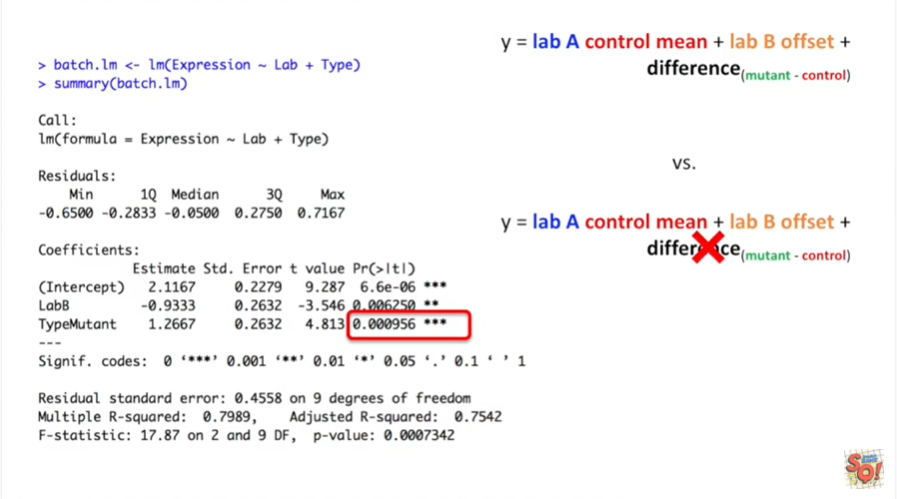 y = lab A control mean + lab B offset +
difference(mutant - control)
> batch.lm <- lm(Expression ~ Lab + Type)
> summary(batch.lm)
Call:
lm(formula = Expression ~ Lab + Type)
Residuals:
Min 1Q Median 3Q Max
-0.6500 -0.2833 -0.0500 0.2750 0.7167
Coefficients:
Estimate Std. Error t value Pr(>|t|)
(Intercept) 2.1167 0.2279 9.287 6.6e-06 ***
LabB -0.9333 0.2632 -3.546 0.006250 **
TypeMutant 1.2667 0.2632 4.813 0.000956 ***
---
Signif. codes: 0 ‘***’ 0.001 ‘**’ 0.01 ‘*’ 0.05 ‘.’ 0.1 ‘ ’ 1
Residual standard error: 0.4558 on 9 degrees of freedom
Multiple R-squared: 0.7989, Adjusted R-squared: 0.7542
F-statistic: 17.87 on 2 and 9 DF, p-value: 0.0007342
vs.
y = lab A control mean + lab B offset +
difference(mutant - control)
SQ!